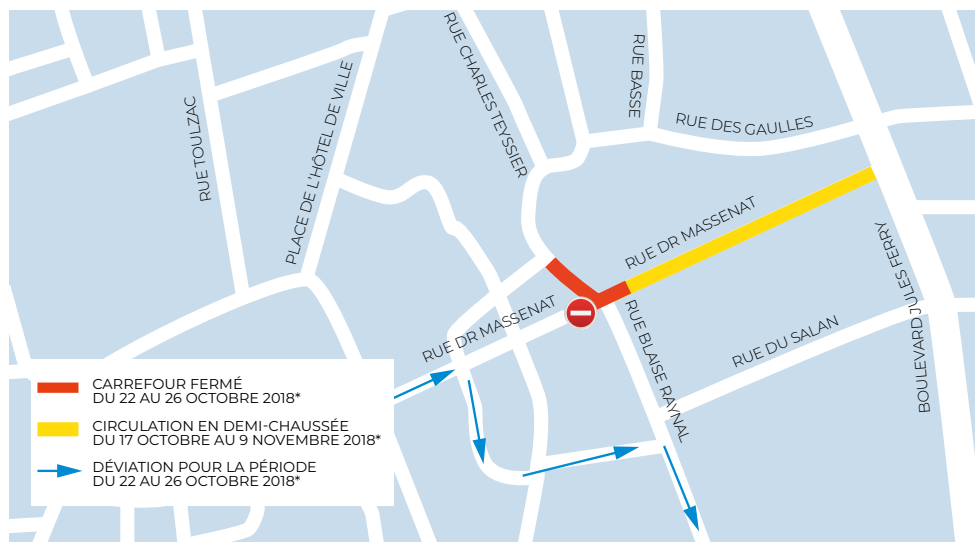 RUE TOULZAC
PLACE DE L'HÔTEL DE VILLE
RUE CHARLES TEYSSIER
RUE BASSE
RUE DES GAULLES
RUE DR MASSENAT
RUE DR MASSENAT
RUE BLAISE RAYNAL
RUE DU SALAN
BOULEVARD JULES FERRY
CARREFOUR FERMÉ
DU 22 AU 26 OCTOBRE 2018*
CIRCULATION EN DEMI-CHAUSSÉE
DU 17 OCTOBRE AU 9 NOVEMBRE 2018*
DÉVIATION POUR LA PÉRIODE
DU 22 AU 26 OCTOBRE 2018*